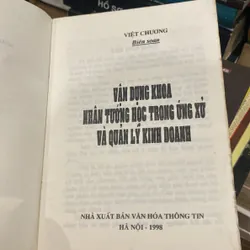 VIỆT CHƯƠNG
Biên soạn
VẬN DỤNG KHOA
NHÂN TƯỚNG HỌC TRONG ỨNG XỬ
VÀ QUẢN LÝ KINH DOANH
NHÀ XUẤT BẢN VĂN HÓA THÔNG TIN
HÀ NỘI - 1998